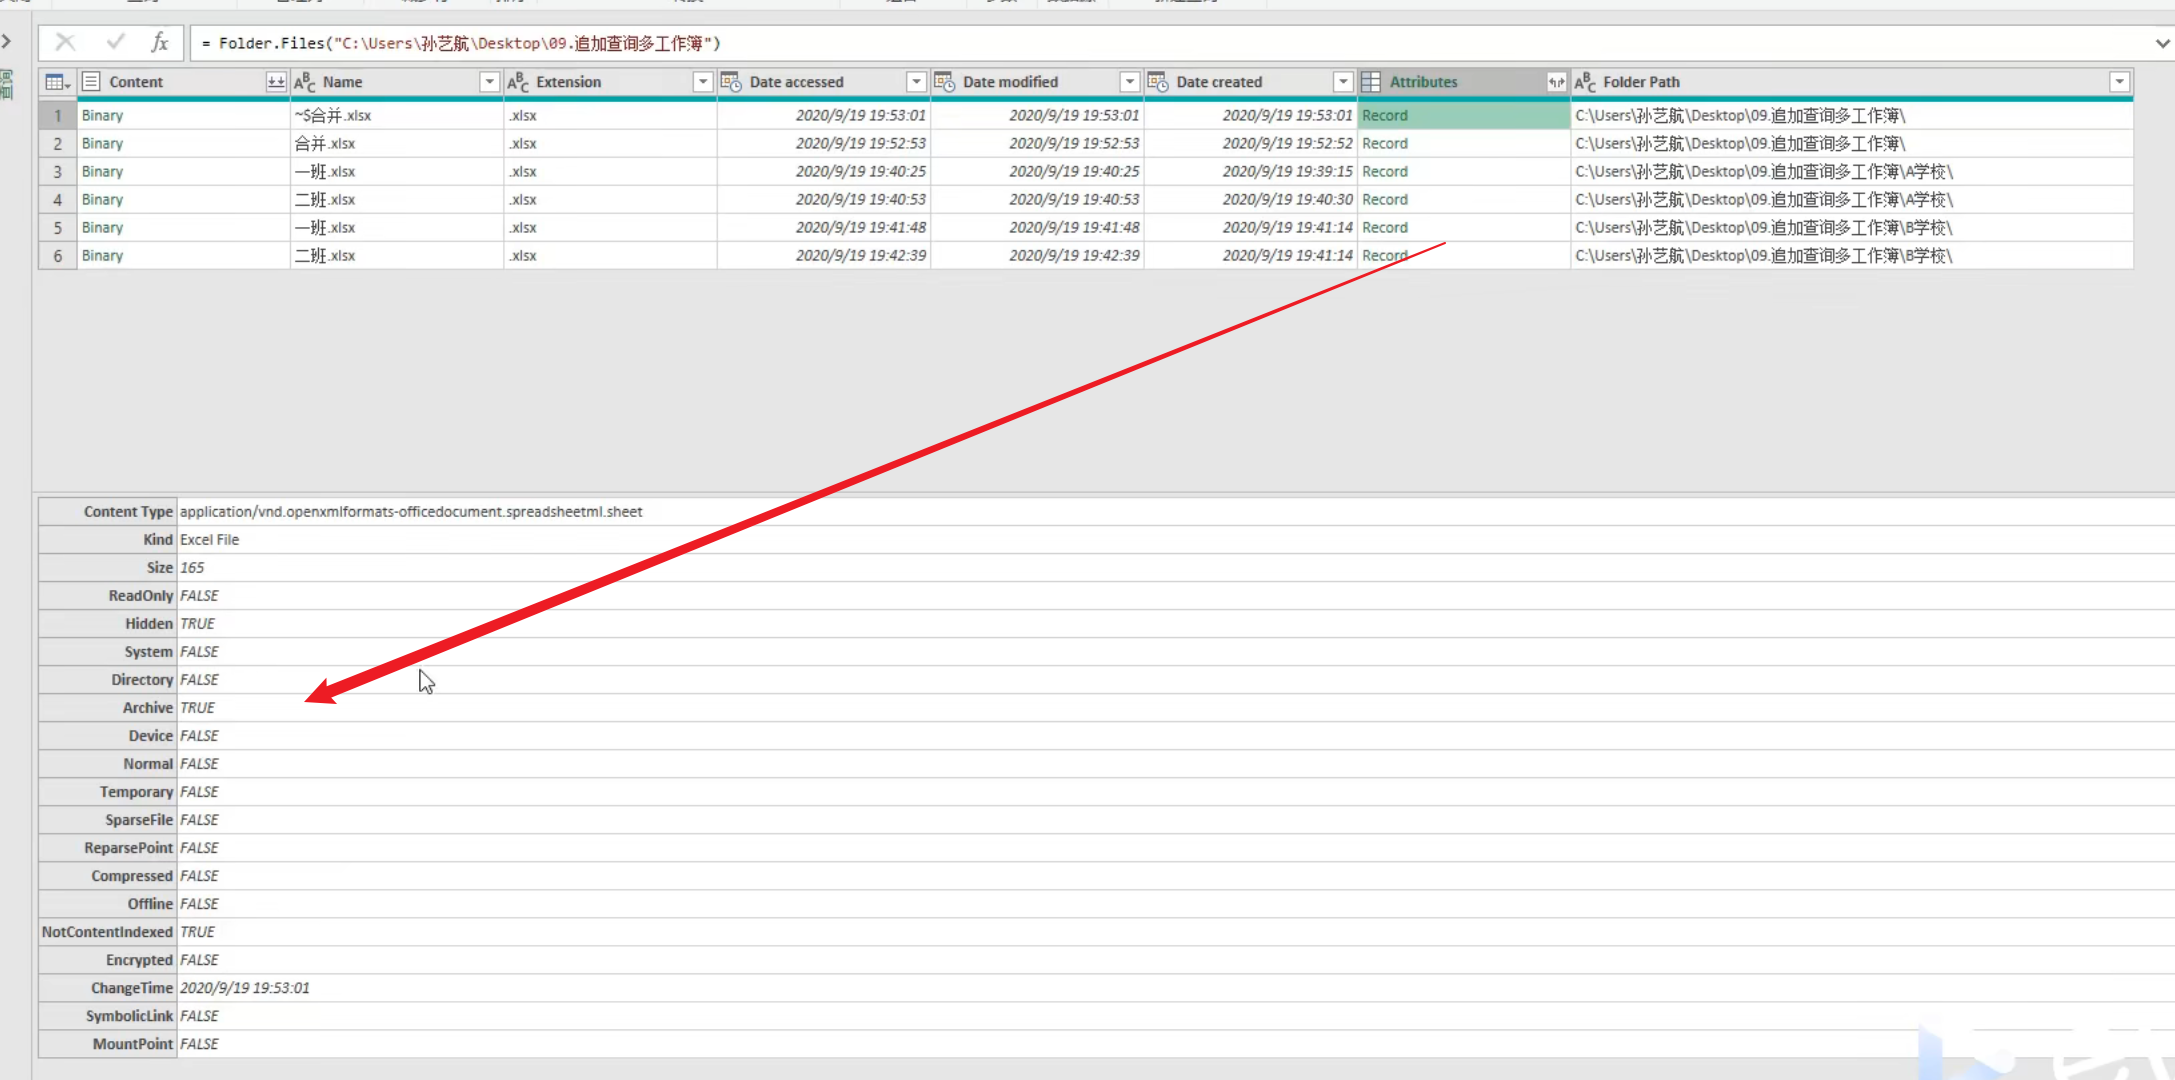 = Folder.Files("C:\Users\孙艺航\Desktop\09.追加查询多工作簿")
Content Name Extension Date accessed Date modified Date created Attributes Folder Path
1 Binary ~$合并.xlsx .xlsx 2020/9/19 19:53:01 2020/9/19 19:53:01 2020/9/19 19:53:01 Record C:\Users\孙艺航\Desktop\09.追加查询多工作簿\
2 Binary 合并.xlsx .xlsx 2020/9/19 19:52:53 2020/9/19 19:52:53 2020/9/19 19:52:52 Record C:\Users\孙艺航\Desktop\09.追加查询多工作簿\
3 Binary 一班.xlsx .xlsx 2020/9/19 19:40:25 2020/9/19 19:40:25 2020/9/19 19:39:15 Record C:\Users\孙艺航\Desktop\09.追加查询多工作簿\A学校\
4 Binary 二班.xlsx .xlsx 2020/9/19 19:40:53 2020/9/19 19:40:53 2020/9/19 19:40:30 Record C:\Users\孙艺航\Desktop\09.追加查询多工作簿\A学校\
5 Binary 一班.xlsx .xlsx 2020/9/19 19:41:48 2020/9/19 19:41:48 2020/9/19 19:41:14 Record C:\Users\孙艺航\Desktop\09.追加查询多工作簿\B学校\
6 Binary 二班.xlsx .xlsx 2020/9/19 19:42:39 2020/9/19 19:42:39 2020/9/19 19:41:14 Record C:\Users\孙艺航\Desktop\09.追加查询多工作簿\B学校\
Content Type application/vnd.openxmlformats-officedocument.spreadsheetml.sheet
Kind Excel File
Size 165
ReadOnly FALSE
Hidden TRUE
System FALSE
Directory FALSE
Archive TRUE
Device FALSE
Normal FALSE
Temporary FALSE
SparseFile FALSE
ReparsePoint FALSE
Compressed FALSE
Offline FALSE
NotContentIndexed TRUE
Encrypted FALSE
ChangeTime 2020/9/19 19:53:01
SymbolicLink FALSE
MountPoint FALSE